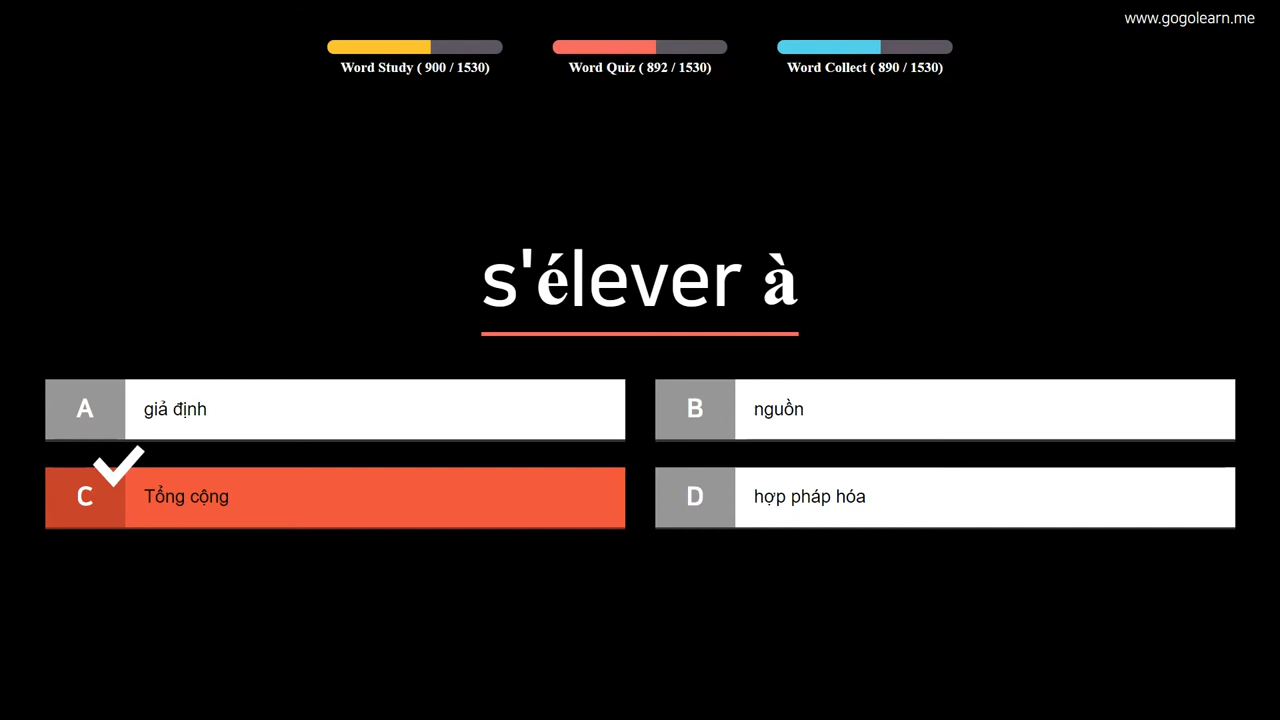 www.gogolearn.me
Word Study ( 900 / 1530)
Word Quiz ( 892 / 1530)
Word Collect ( 890 / 1530)
s'élever à
A giả định
B nguồn
C Tổng cộng
D hợp pháp hóa